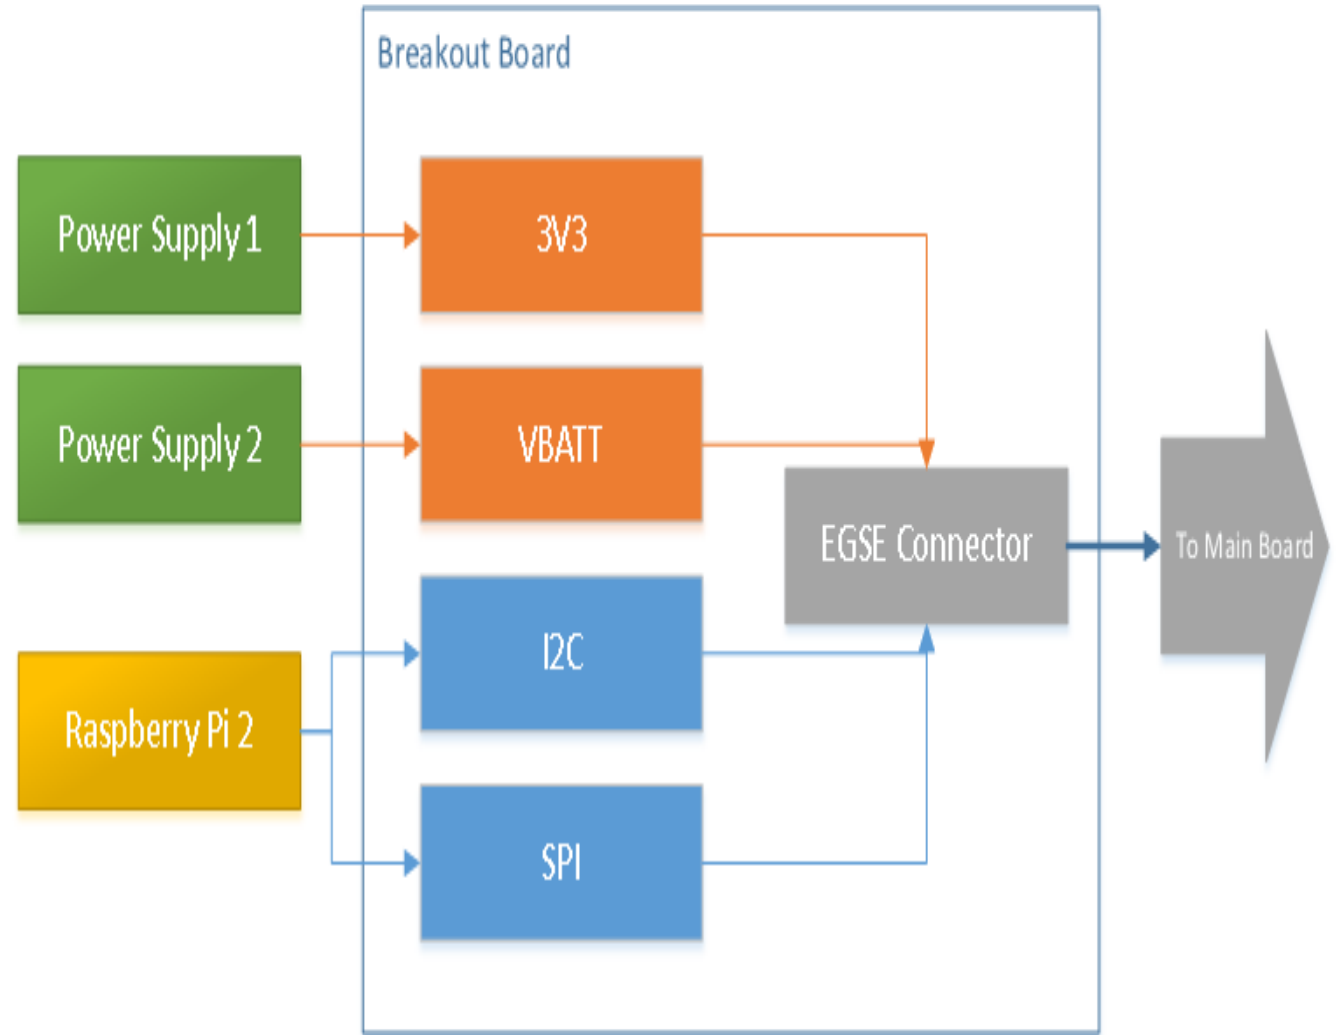 Breakout Board
Power Supply 1
3V3
Power Supply 2
VBATT
EGSE Connector
To Main Board
I2C
Raspberry Pi 2
SPI